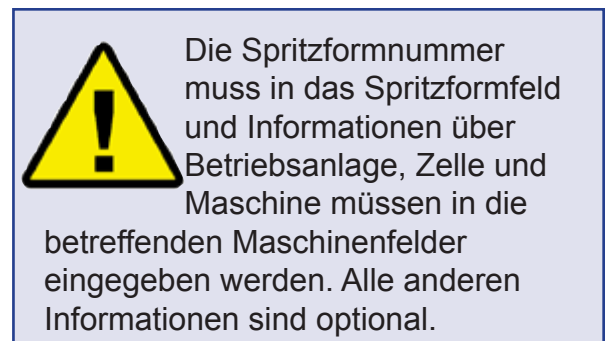 Die Spritzformnummer
muss in das Spritzformfeld
und Informationen über
Betriebsanlage, Zelle und
Maschine müssen in die
betreffenden Maschinenfelder
eingegeben werden. Alle anderen
Informationen sind optional.